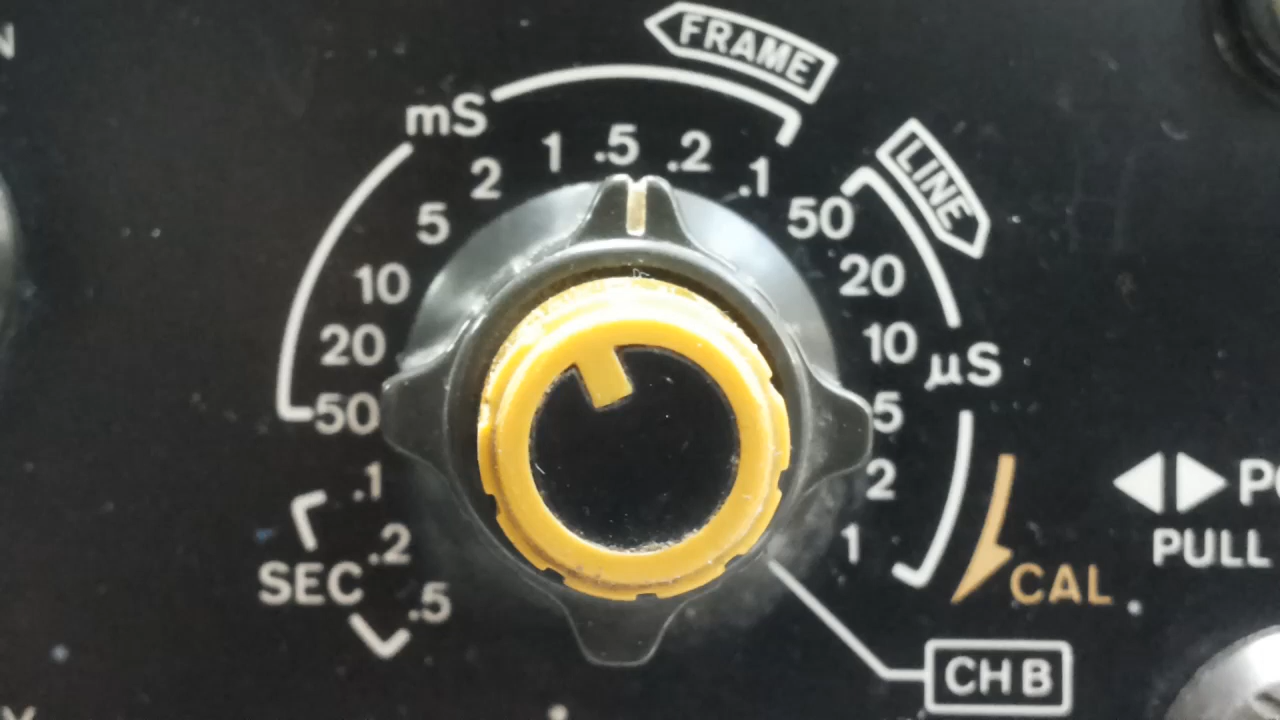 FRAME
mS
LINE
2 1 .5 .2 .1
5 50
10 20
20 10
µS
50 5
.1 2
.2 1
SEC
.5
CAL
PULL
CH B